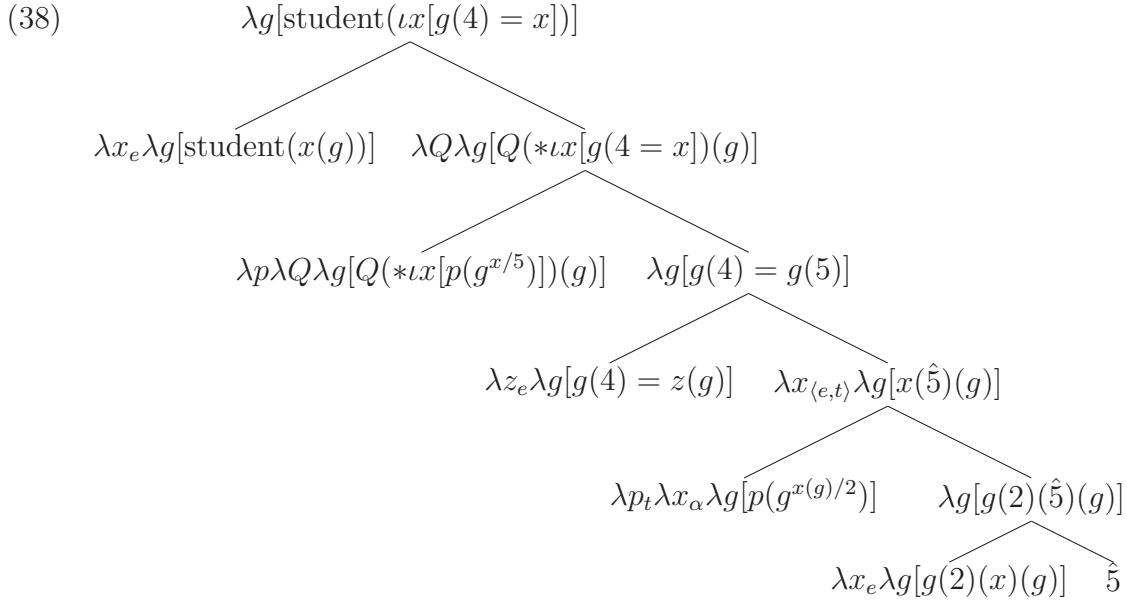 (38) λg[student(ιx[g(4) = x])]
λx_e λg[student(x(g))] λQλg[Q(∗ιx[g(4 = x])(g)]
λpλQλg[Q(∗ιx[p(g^{x/5})])(g)] λg[g(4) = g(5)]
λz_e λg[g(4) = z(g)] λx_{⟨e,t⟩} λg[x(5̂)(g)]
λp_t λx_α λg[p(g^{x(g)/2})] λg[g(2)(5̂)(g)]
λx_e λg[g(2)(x)(g)] 5̂